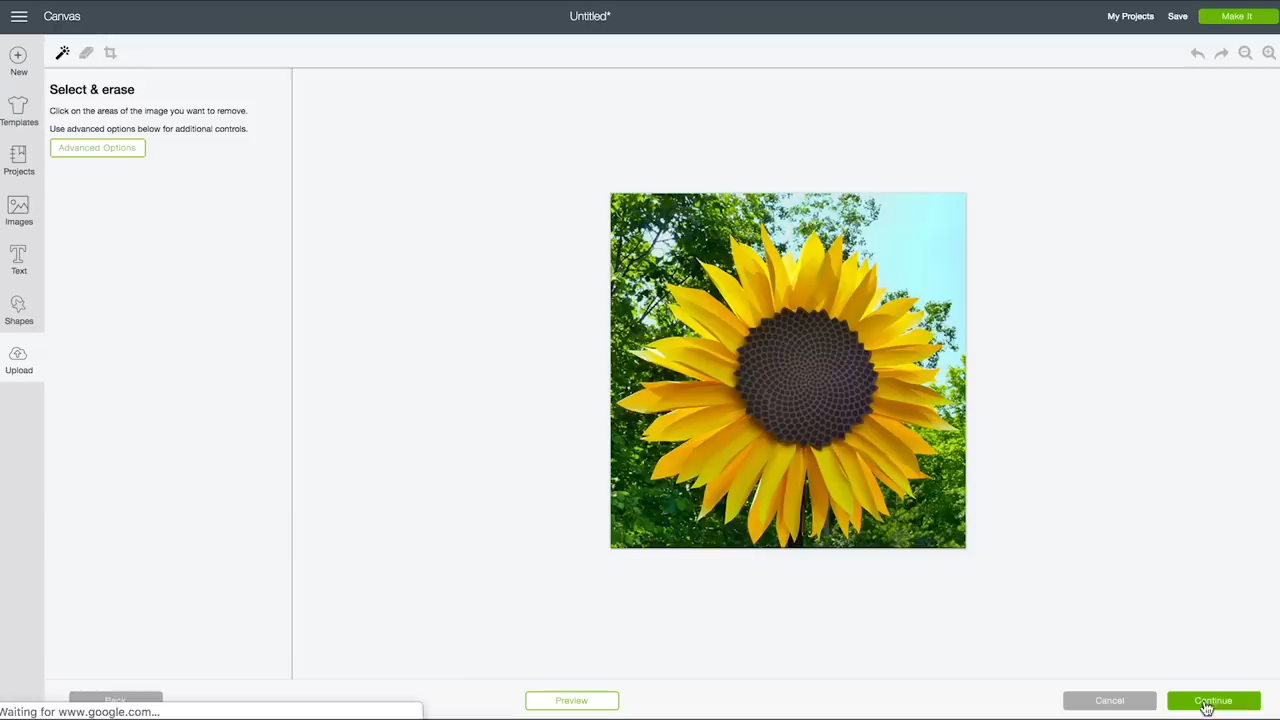 Canvas
Untitled*
My Projects
Save
Make It
New
Templates
Projects
Images
Text
Shapes
Upload
Select & erase
Click on the areas of the image you want to remove.
Use advanced options below for additional controls.
Advanced Options
Back
Preview
Cancel
Continue
Waiting for www.google.com...